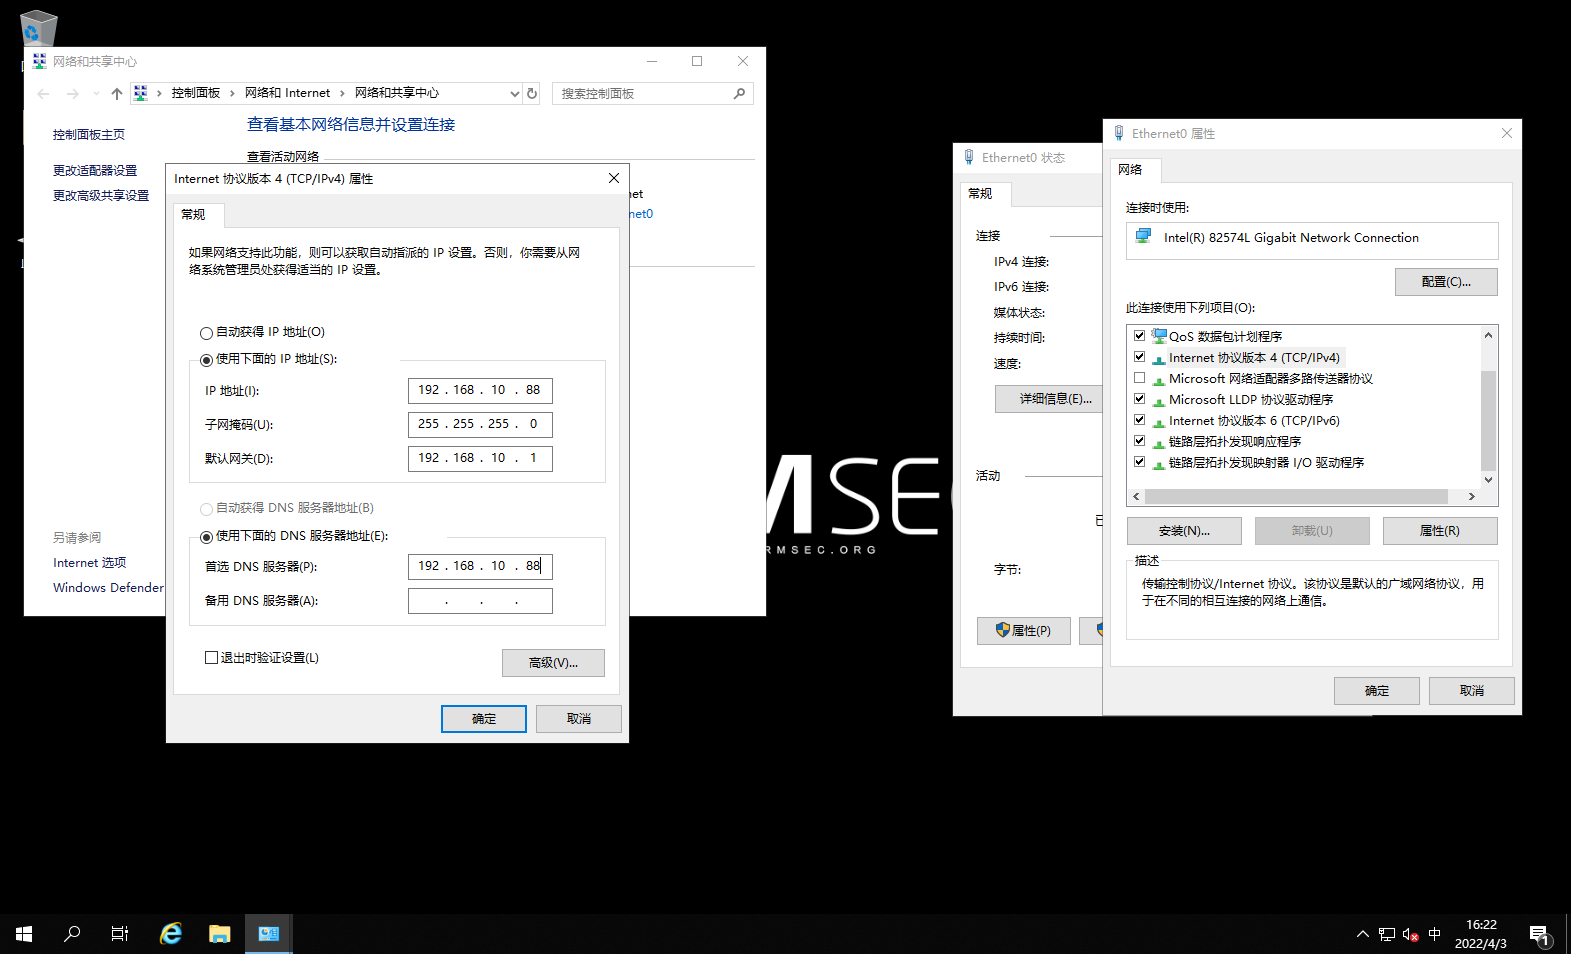 网络和共享中心
控制面板
网络和 Internet
网络和共享中心
搜索控制面板
控制面板主页
更改适配器设置
更改高级共享设置
查看基本网络信息并设置连接
查看活动网络
另请参阅
Internet 选项
Windows Defender
Internet 协议版本 4 (TCP/IPv4) 属性
常规
如果网络支持此功能，则可以获取自动指派的 IP 设置。否则，你需要从网
络系统管理员处获得适当的 IP 设置。
自动获得 IP 地址(O)
使用下面的 IP 地址(S):
IP 地址(I):
192 . 168 . 10 . 88
子网掩码(U):
255 . 255 . 255 . 0
默认网关(D):
192 . 168 . 10 . 1
自动获得 DNS 服务器地址(B)
使用下面的 DNS 服务器地址(E):
首选 DNS 服务器(P):
192 . 168 . 10 . 88
备用 DNS 服务器(A):
. . .
退出时验证设置(L)
高级(V)...
确定
取消
MSE
RMSEC.ORG
Ethernet0 状态
常规
连接
IPv4 连接:
IPv6 连接:
媒体状态:
持续时间:
速度:
详细信息(E)...
活动
字节:
属性(P)
Ethernet0 属性
网络
连接时使用:
Intel(R) 82574L Gigabit Network Connection
配置(C)...
此连接使用下列项目(O):
QoS 数据包计划程序
Internet 协议版本 4 (TCP/IPv4)
Microsoft 网络适配器多路传送器协议
Microsoft LLDP 协议驱动程序
Internet 协议版本 6 (TCP/IPv6)
链路层拓扑发现响应程序
链路层拓扑发现映射器 I/O 驱动程序
安装(N)...
卸载(U)
属性(R)
描述
传输控制协议/Internet 协议。该协议是默认的广域网络协议，用
于在不同的相互连接的网络上通信。
确定
取消
中
16:22
2022/4/3
1